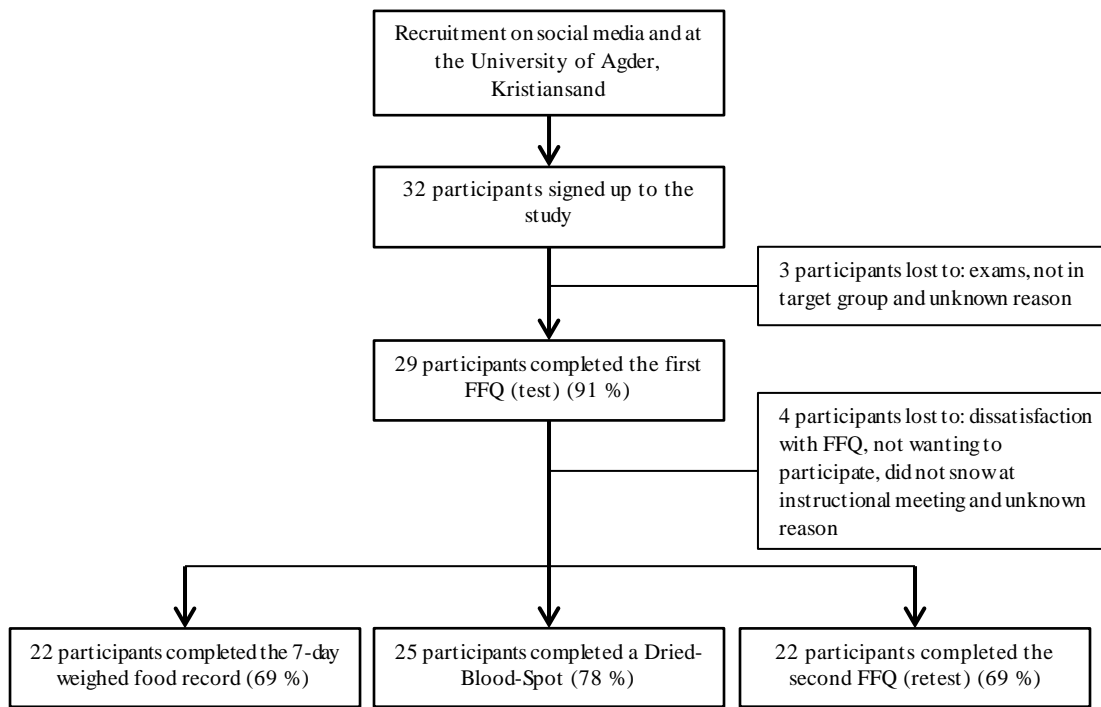 Recruitment on social media and at
the University of Agder,
Kristiansand
32 participants signed up to the
study
3 participants lost to: exams, not in
target group and unknown reason
29 participants completed the first
FFQ (test) (91 %)
4 participants lost to: dissatisfaction
with FFQ, not wanting to
participate, did not snow at
instructional meeting and unknown
reason
22 participants completed the 7-day
weighed food record (69 %)
25 participants completed a Dried-
Blood-Spot (78 %)
22 participants completed the
second FFQ (retest) (69 %)